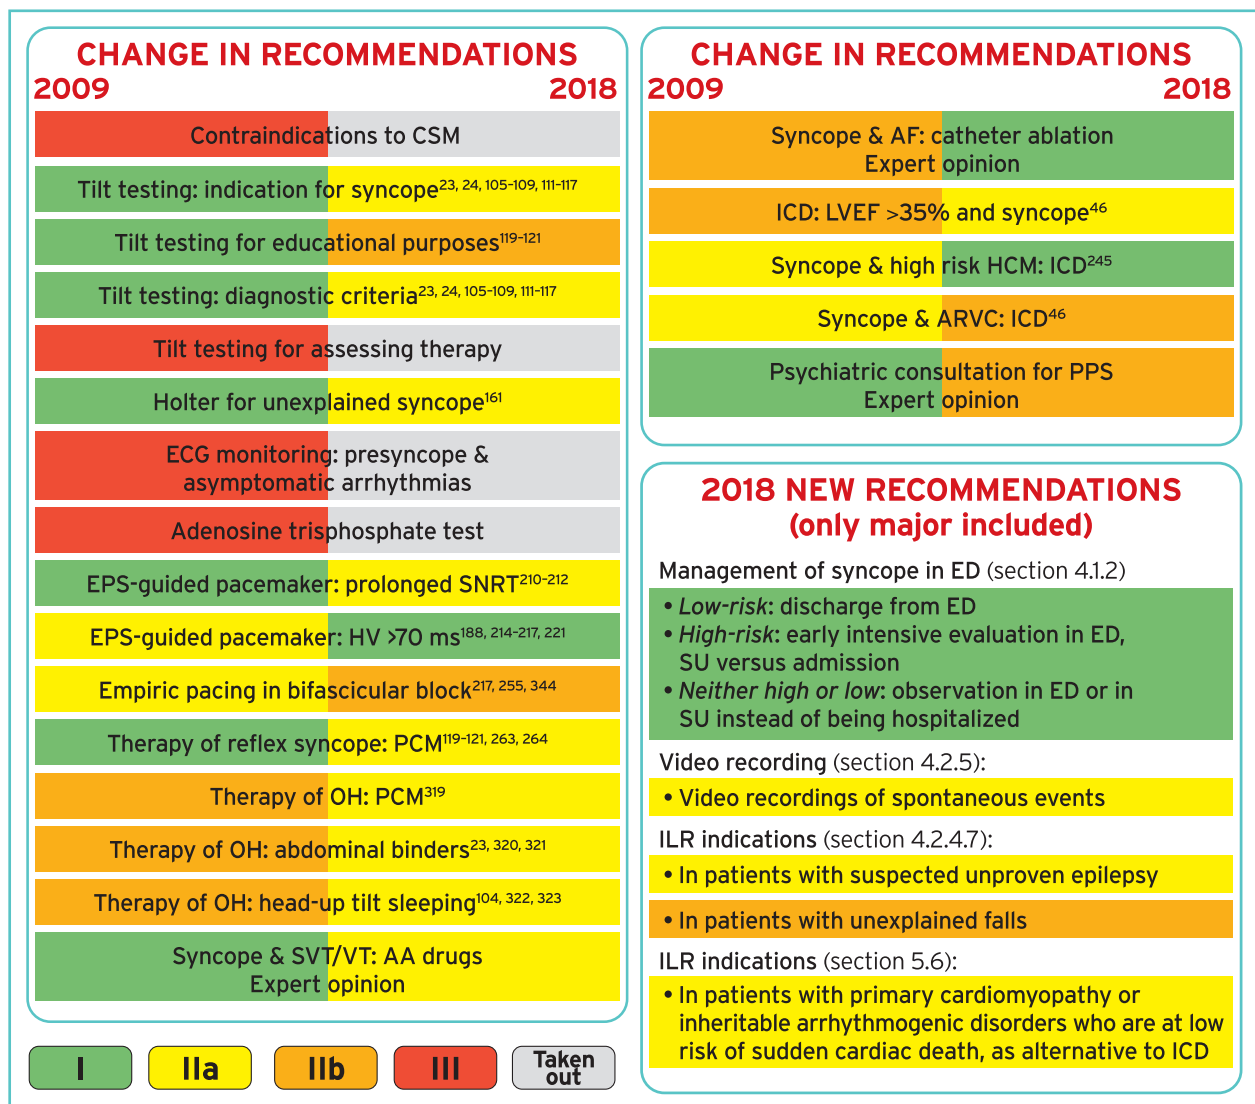 CHANGE IN RECOMMENDATIONS
2009 2018
Contraindications to CSM
Tilt testing: indication for syncope23, 24, 105–109, 111–117
Tilt testing for educational purposes119–121
Tilt testing: diagnostic criteria23, 24, 105–109, 111–117
Tilt testing for assessing therapy
Holter for unexplained syncope161
ECG monitoring: presyncope &
asymptomatic arrhythmias
Adenosine trisphosphate test
EPS-guided pacemaker: prolonged SNRT210–212
EPS-guided pacemaker: HV >70 ms188, 214–217, 221
Empiric pacing in bifascicular block217, 255, 344
Therapy of reflex syncope: PCM119–121, 263, 264
Therapy of OH: PCM319
Therapy of OH: abdominal binders23, 320, 321
Therapy of OH: head-up tilt sleeping104, 322, 323
Syncope & SVT/VT: AA drugs
Expert opinion
I
IIa
IIb
III
Taken
out
CHANGE IN RECOMMENDATIONS
2009 2018
Syncope & AF: catheter ablation
Expert opinion
ICD: LVEF >35% and syncope46
Syncope & high risk HCM: ICD245
Syncope & ARVC: ICD46
Psychiatric consultation for PPS
Expert opinion
2018 NEW RECOMMENDATIONS
(only major included)
Management of syncope in ED (section 4.1.2)
• Low-risk: discharge from ED
• High-risk: early intensive evaluation in ED,
SU versus admission
• Neither high or low: observation in ED or in
SU instead of being hospitalized
Video recording (section 4.2.5):
• Video recordings of spontaneous events
ILR indications (section 4.2.4.7):
• In patients with suspected unproven epilepsy
• In patients with unexplained falls
ILR indications (section 5.6):
• In patients with primary cardiomyopathy or
inheritable arrhythmogenic disorders who are at low
risk of sudden cardiac death, as alternative to ICD